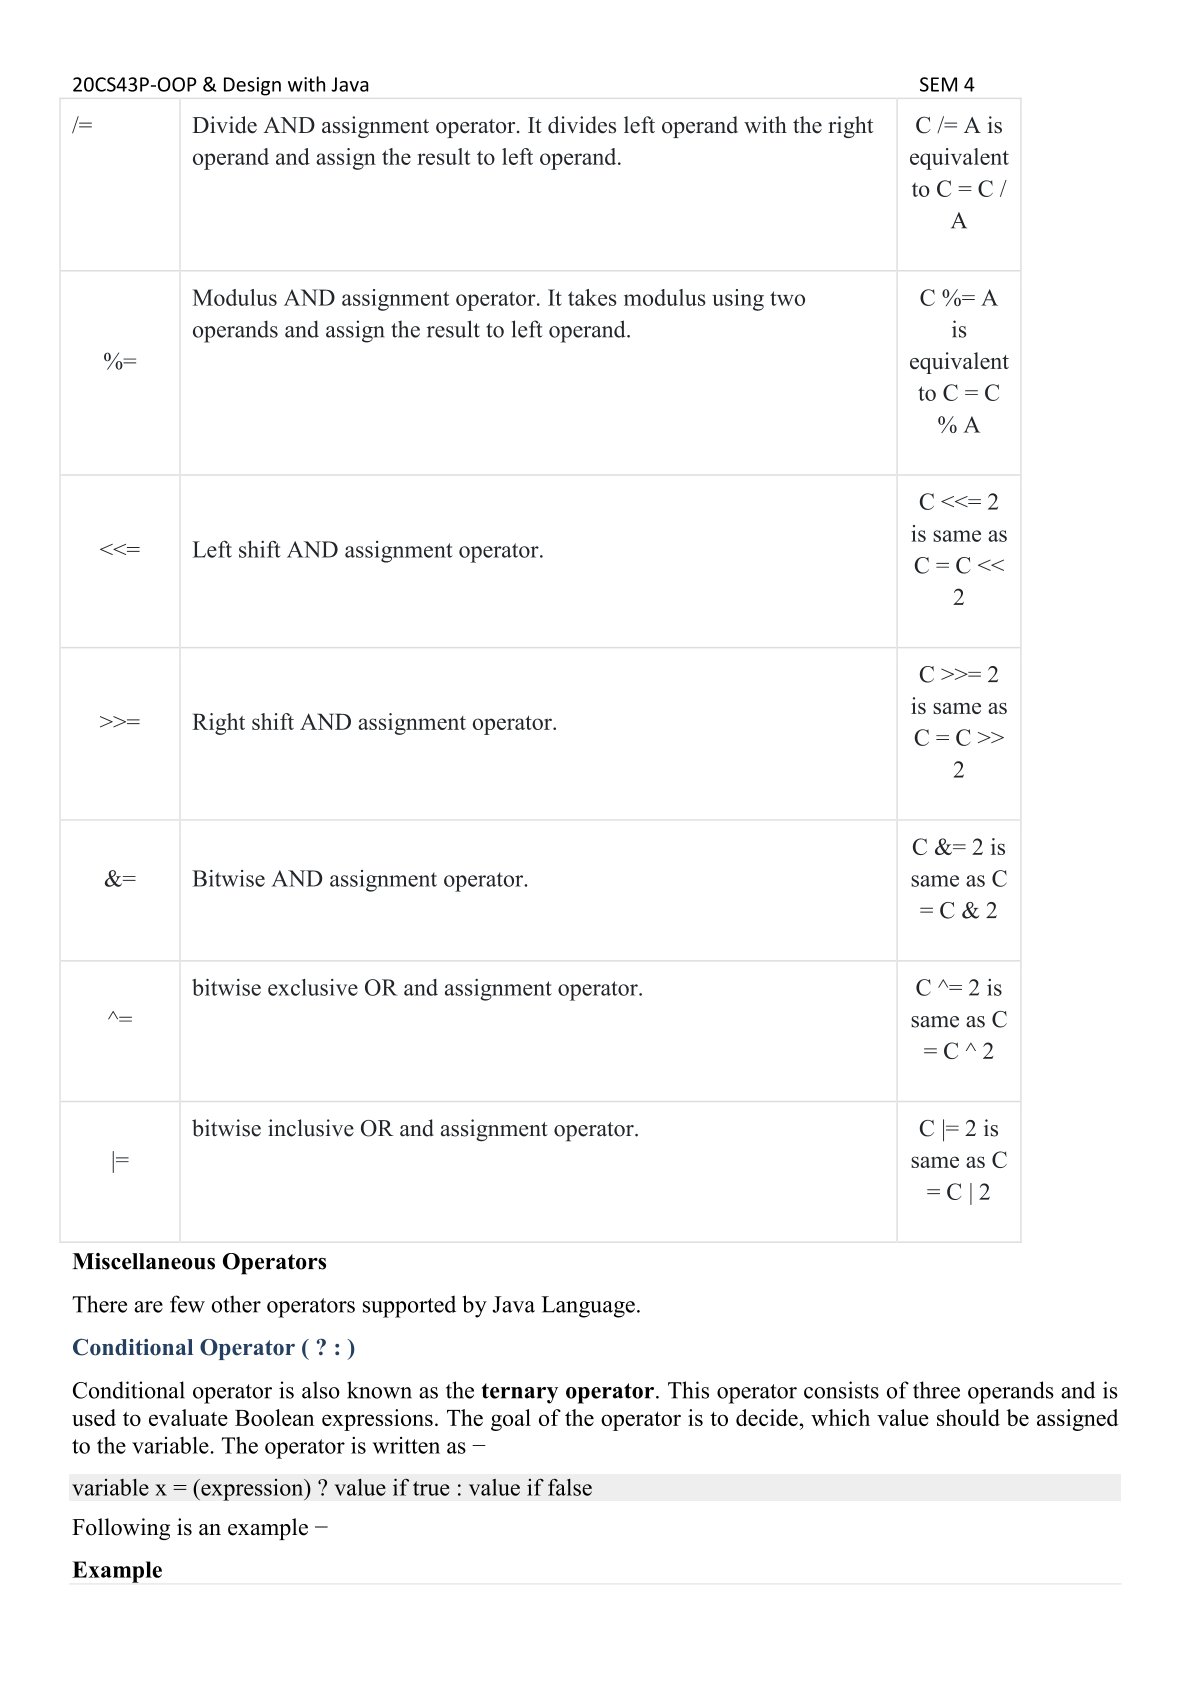 20CS43P-OOP & Design with Java SEM 4
/=
Divide AND assignment operator. It divides left operand with the right
operand and assign the result to left operand.
C /= A is
equivalent
to C = C /
A
%=
Modulus AND assignment operator. It takes modulus using two
operands and assign the result to left operand.
C %= A
is
equivalent
to C = C
% A
<<=
Left shift AND assignment operator.
C <<= 2
is same as
C = C <<
2
>>=
Right shift AND assignment operator.
C >>= 2
is same as
C = C >>
2
&=
Bitwise AND assignment operator.
C &= 2 is
same as C
= C & 2
^=
bitwise exclusive OR and assignment operator.
C ^= 2 is
same as C
= C ^ 2
|=
bitwise inclusive OR and assignment operator.
C |= 2 is
same as C
= C | 2
Miscellaneous Operators
There are few other operators supported by Java Language.
Conditional Operator ( ? : )
Conditional operator is also known as the ternary operator. This operator consists of three operands and is
used to evaluate Boolean expressions. The goal of the operator is to decide, which value should be assigned
to the variable. The operator is written as −
variable x = (expression) ? value if true : value if false
Following is an example −
Example